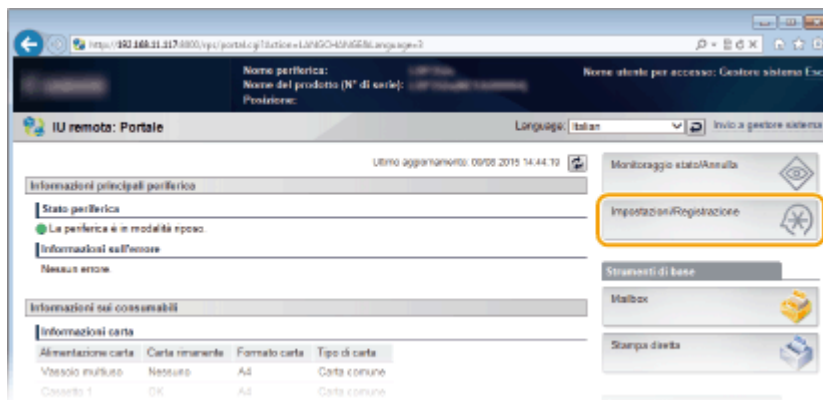 http://192.168.11.117:8000/rps/portal.cgi?Action=LANGCHANGE&Language=3
Nome periferica:
Nome del prodotto (N° di serie):
Posizione:
Nome utente per accesso: Gestore sistema Esc
IU remota: Portale
Language: Italian
Invio a gestore sistema
Ultimo aggiornamento: 14:44:19
Monitoraggio stato/Annulla
Informazioni principali periferica
Stato periferica
La periferica è in modalità riposo.
Impostazioni/Registrazione
Informazioni sull'errore
Nessun errore.
Strumenti di base
Mailbox
Informazioni sui consumabili
Informazioni carta
Stampa diretta
Alimentazione carta Carta rimanente Formato carta Tipo di carta
Vassoio multiuso Nessuno A4 Carta comune
Cassetto 1 OK A4 Carta comune